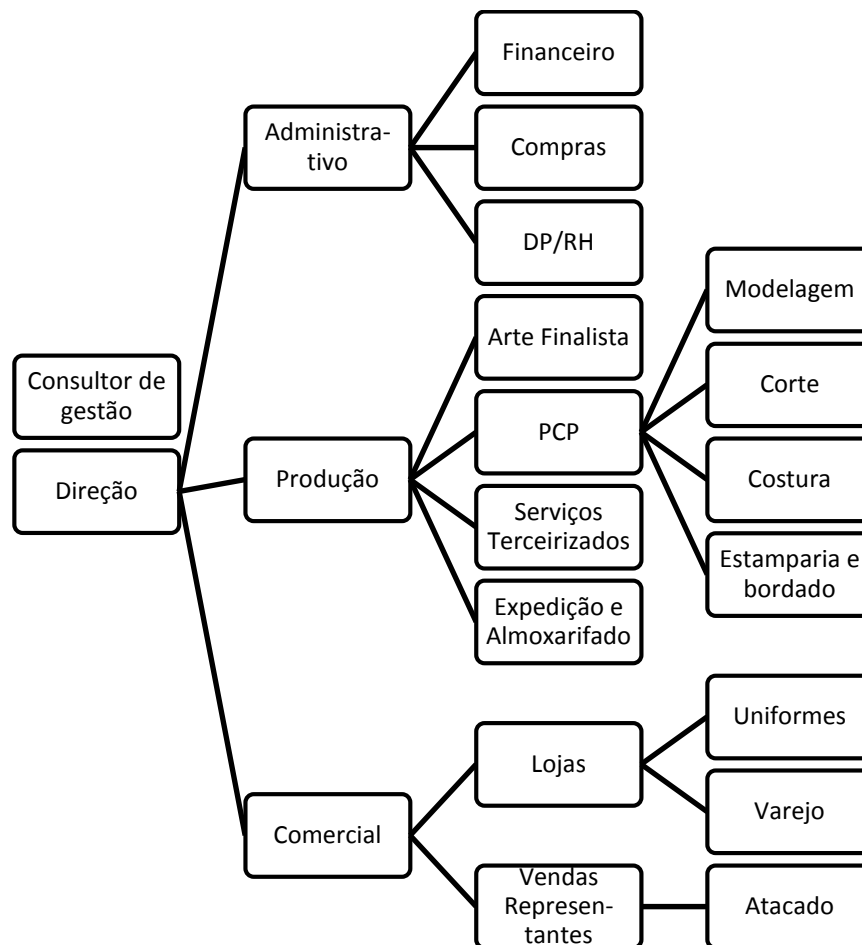 Consultor de
gestão
Direção
Administra-
tivo
Financeiro
Compras
DP/RH
Produção
Arte Finalista
PCP
Modelagem
Corte
Costura
Estamparia e
bordado
Serviços
Terceirizados
Expedição e
Almoxarifado
Comercial
Lojas
Uniformes
Varejo
Vendas
Represen-
tantes
Atacado